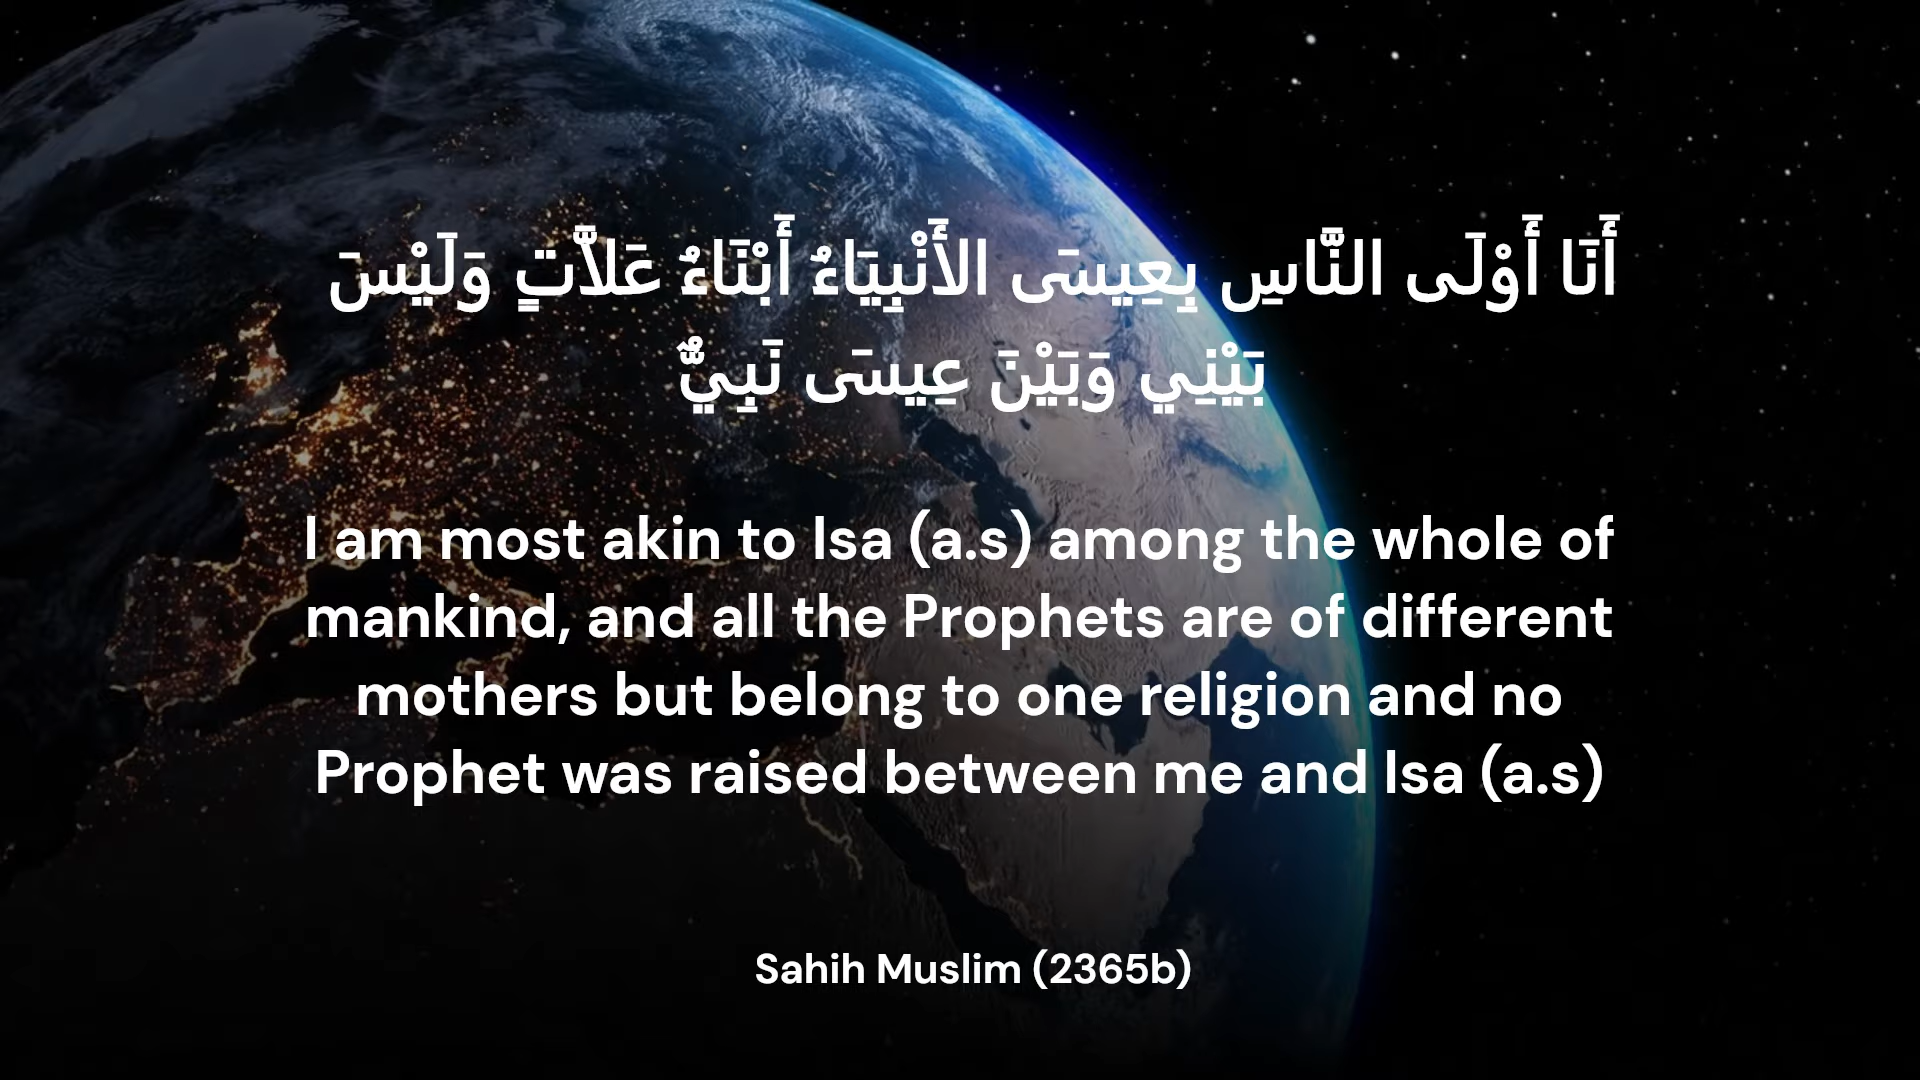 أَنَا أَوْلَى النَّاسِ بِعِيسَى الأَنْبِيَاءُ أَبْنَاءُ عَلاَّتٍ وَلَيْسَ
بَيْنِي وَبَيْنَ عِيسَى نَبِيٌّ
I am most akin to Isa (a.s) among the whole of
mankind, and all the Prophets are of different
mothers but belong to one religion and no
Prophet was raised between me and Isa (a.s)
Sahih Muslim (2365b)